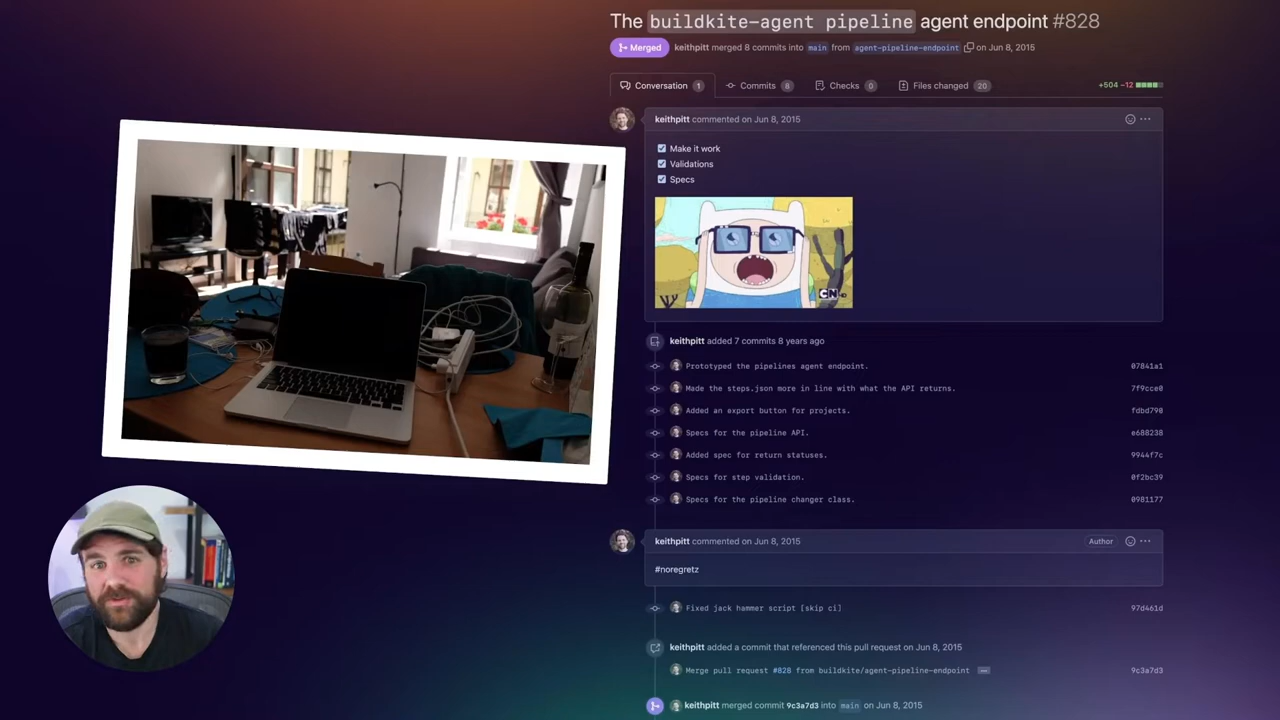 The buildkite-agent pipeline agent endpoint #828
Merged keithpitt merged 8 commits into main from agent-pipeline-endpoint on Jun 8, 2015
Conversation 1 Commits 8 Checks 0 Files changed 20 +504 −12
keithpitt commented on Jun 8, 2015
Make it work
Validations
Specs
CN
keithpitt added 7 commits 8 years ago
Prototyped the pipelines agent endpoint. 07841a1
Made the steps.json more in line with what the API returns. 7f9cce0
Added an export button for projects. fdbd790
Specs for the pipeline API. e688238
Added spec for return statuses. 9944f7c
Specs for step validation. 0f2bc39
Specs for the pipeline changer class. 0981177
keithpitt commented on Jun 8, 2015 Author
#noregretz
Fixed jack hammer script [skip ci] 97d461d
keithpitt added a commit that referenced this pull request on Jun 8, 2015
Merge pull request #828 from buildkite/agent-pipeline-endpoint 9c3a7d3
keithpitt merged commit 9c3a7d3 into main on Jun 8, 2015